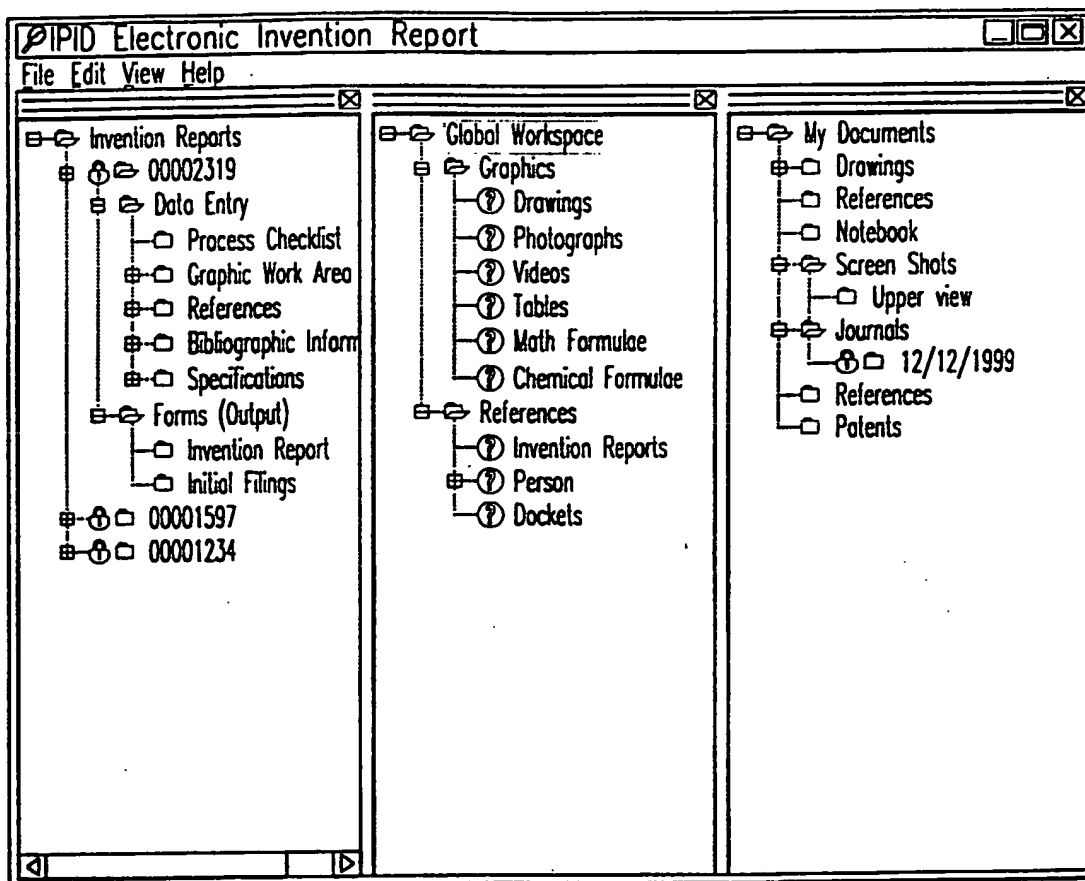 IPID Electronic Invention Report
File Edit View Help
Invention Reports
00002319
Data Entry
Process Checklist
Graphic Work Area
References
Bibliographic Inform
Specifications
Forms (Output)
Invention Report
Initial Filings
00001597
00001234
Global Workspace
Graphics
Drawings
Photographs
Videos
Tables
Math Formulae
Chemical Formulae
References
Invention Reports
Person
Dockets
My Documents
Drawings
References
Notebook
Screen Shots
Upper view
Journals
12/12/1999
References
Patents